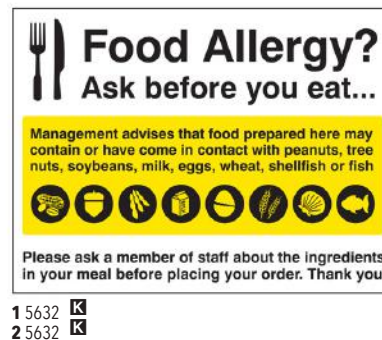 Food Allergy?
Ask before you eat...
Management advises that food prepared here may
contain or have come in contact with peanuts, tree
nuts, soybeans, milk, eggs, wheat, shellfish or fish
Please ask a member of staff about the ingredients
in your meal before placing your order. Thank you
1 5632 K
2 5632 K